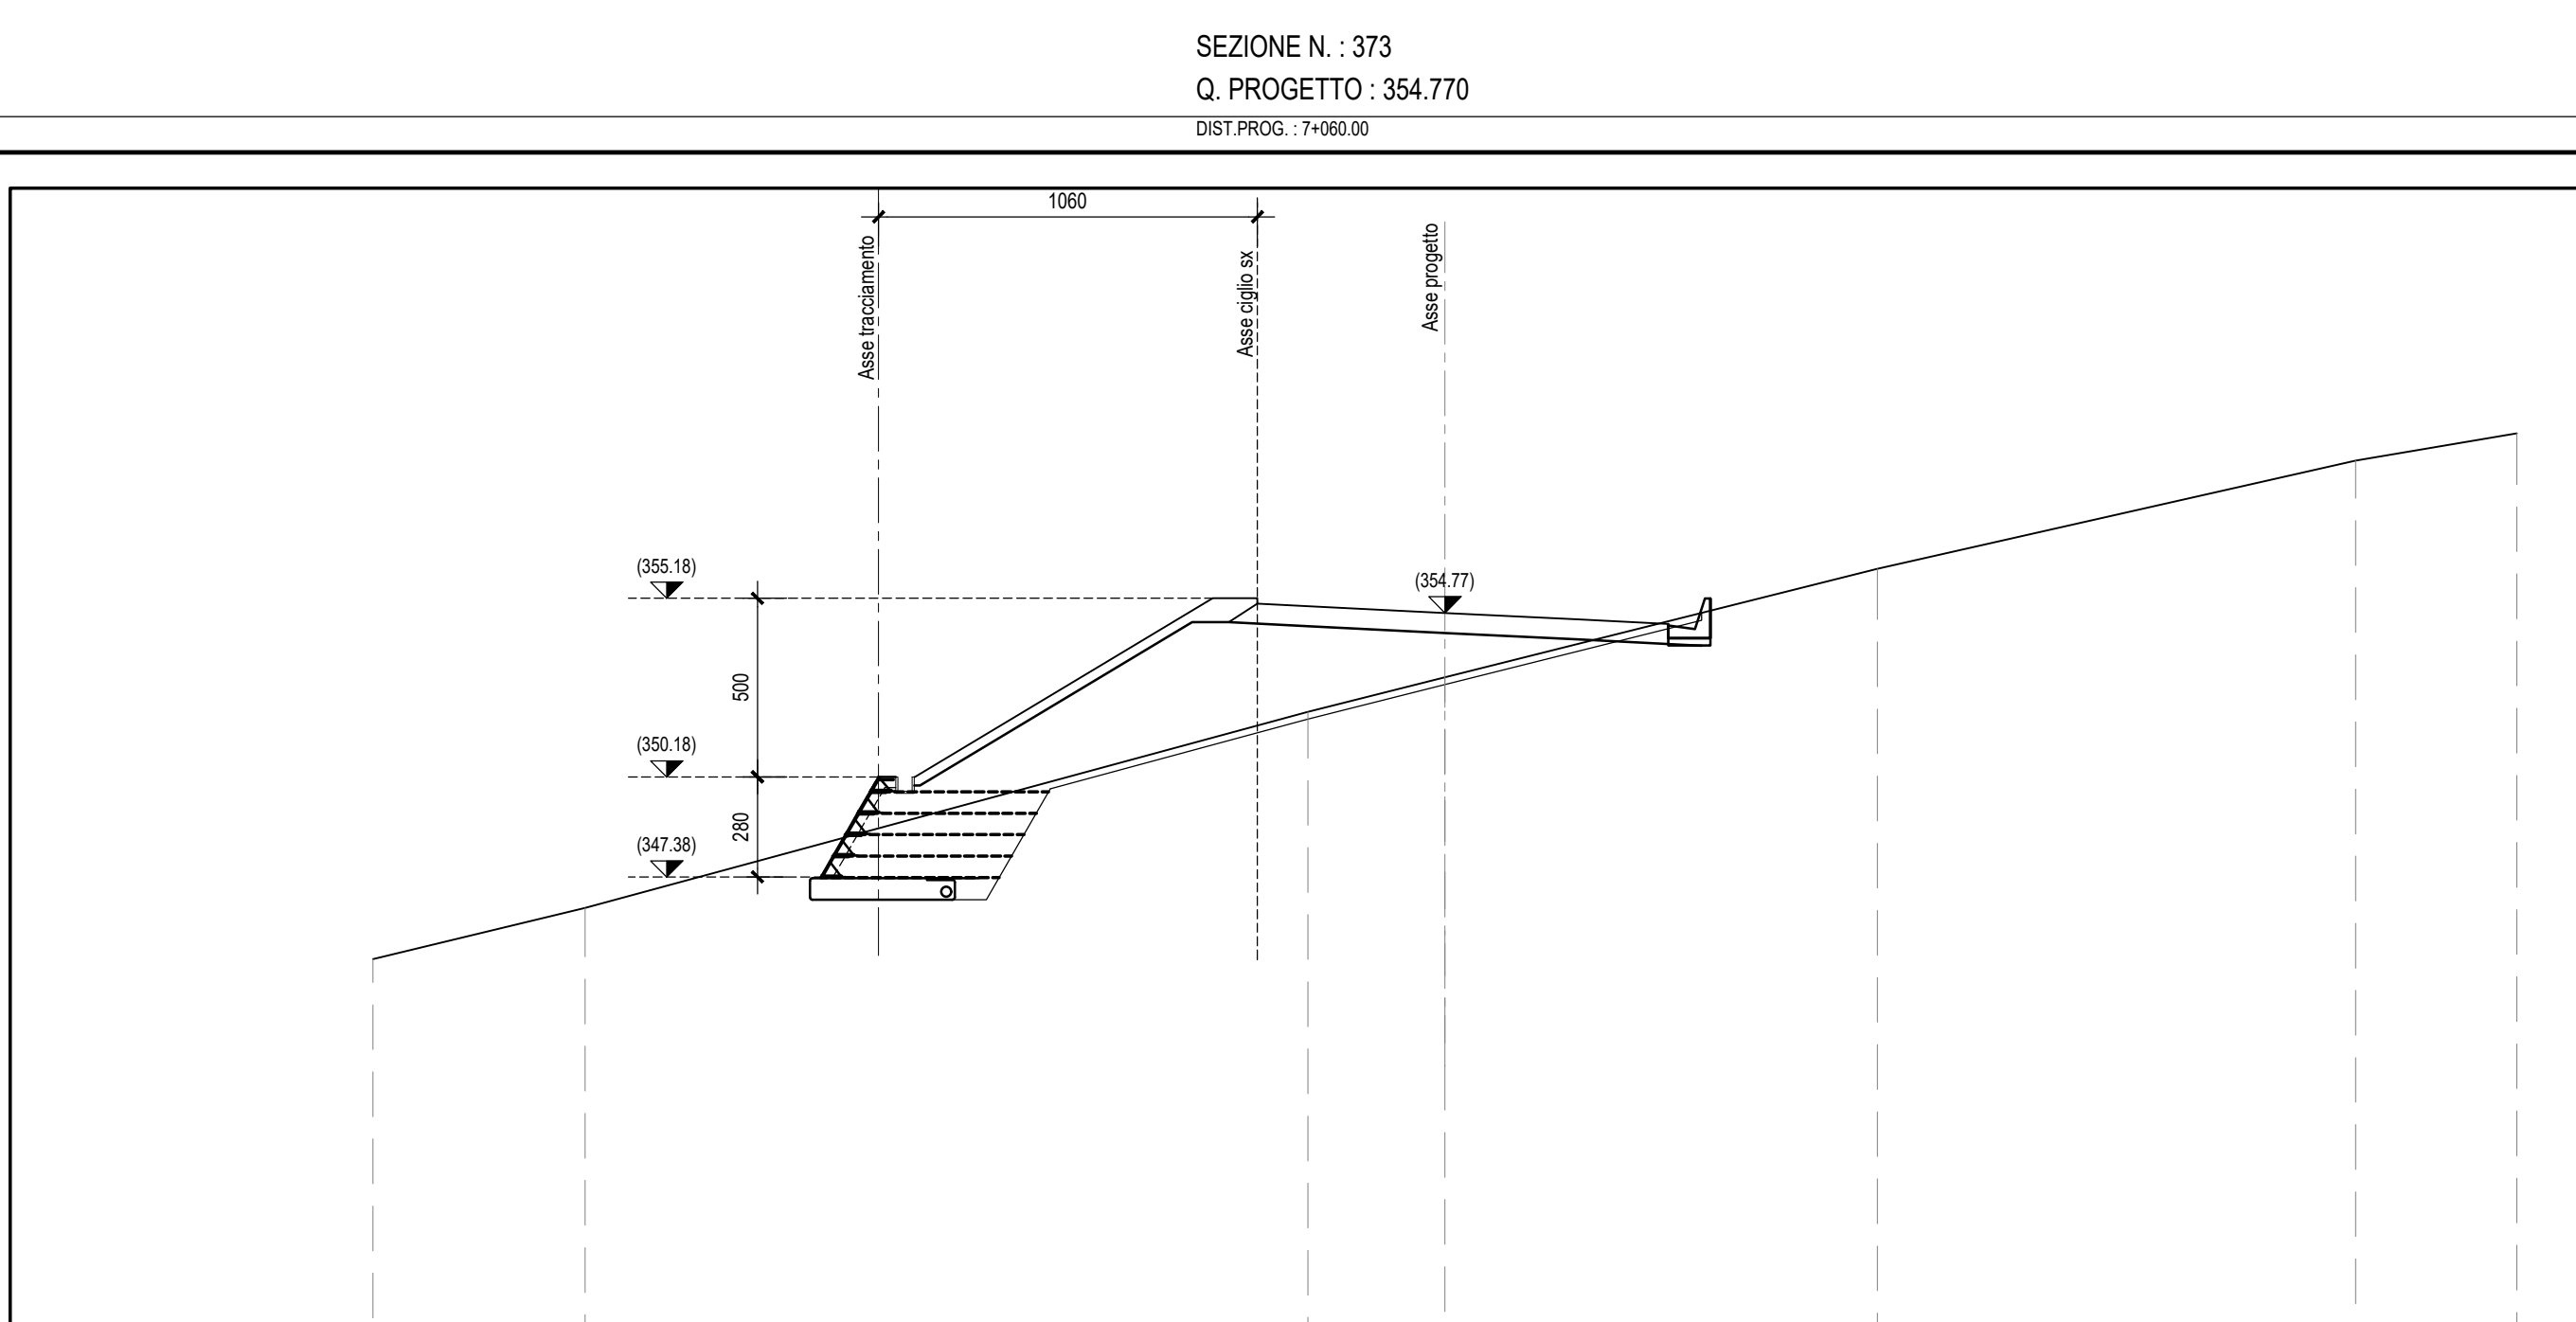 SEZIONE N. : 373
Q. PROGETTO : 354.770
DIST.PROG. : 7+060.00
1060
Asse tracciamento
Asse ciglio sx
Asse progetto
(355.18)
(354.77)
500
(350.18)
280
(347.38)